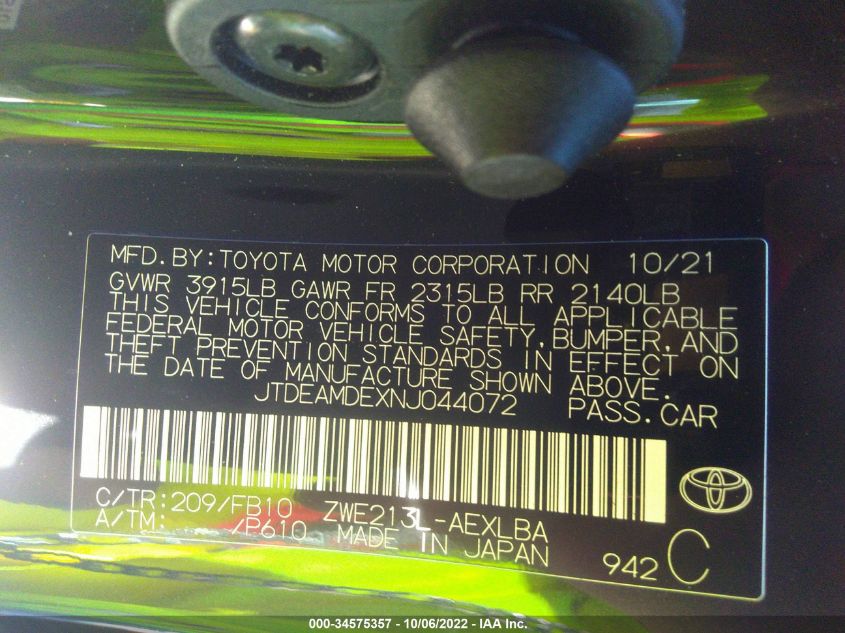 MFD. BY: TOYOTA MOTOR CORPORATION 10/21
GVWR 3915LB GAWR FR 2315LB RR 2140LB
THIS VEHICLE CONFORMS TO ALL APPLICABLE
FEDERAL MOTOR VEHICLE SAFETY, BUMPER, AND
THEFT PREVENTION STANDARDS IN EFFECT ON
THE DATE OF MANUFACTURE SHOWN ABOVE.
JTDEAMDEXNJ044072 PASS. CAR
C/TR: 209/FB10 ZWE213L-AEXLBA
A/TM: /P610 MADE IN JAPAN 942 C
000-34575357 - 10/06/2022 - IAA Inc.